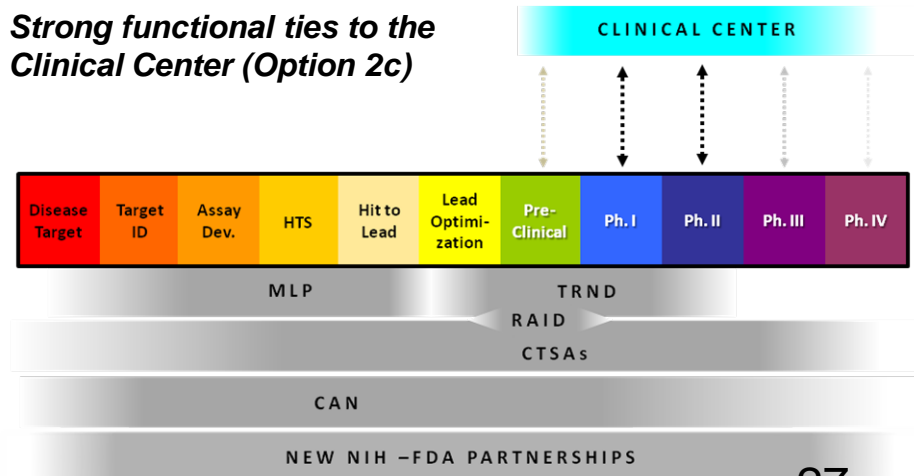 Strong functional ties to the
Clinical Center (Option 2c)
CLINICAL CENTER
Disease
Target
Target
ID
Assay
Dev.
HTS
Hit to
Lead
Lead
Optimi-
zation
Pre-
Clinical
Ph. I
Ph. II
Ph. III
Ph. IV
MLP
TRND
RAID
CTSAs
CAN
NEW NIH –FDA PARTNERSHIPS